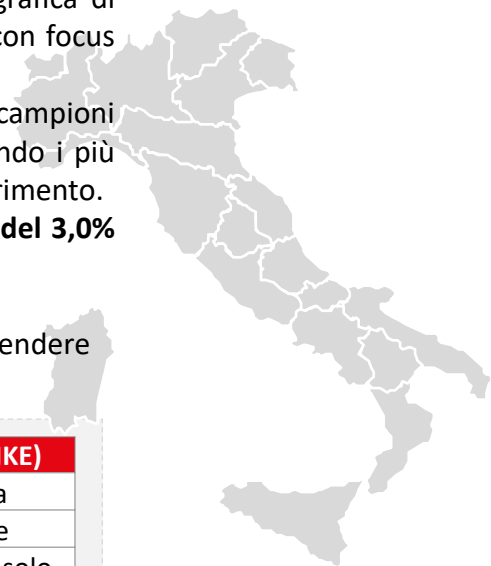 grafica di
con focus
campioni
ndo i più
rimento.
del 3,0%
endere
IKE)
a
e
solo